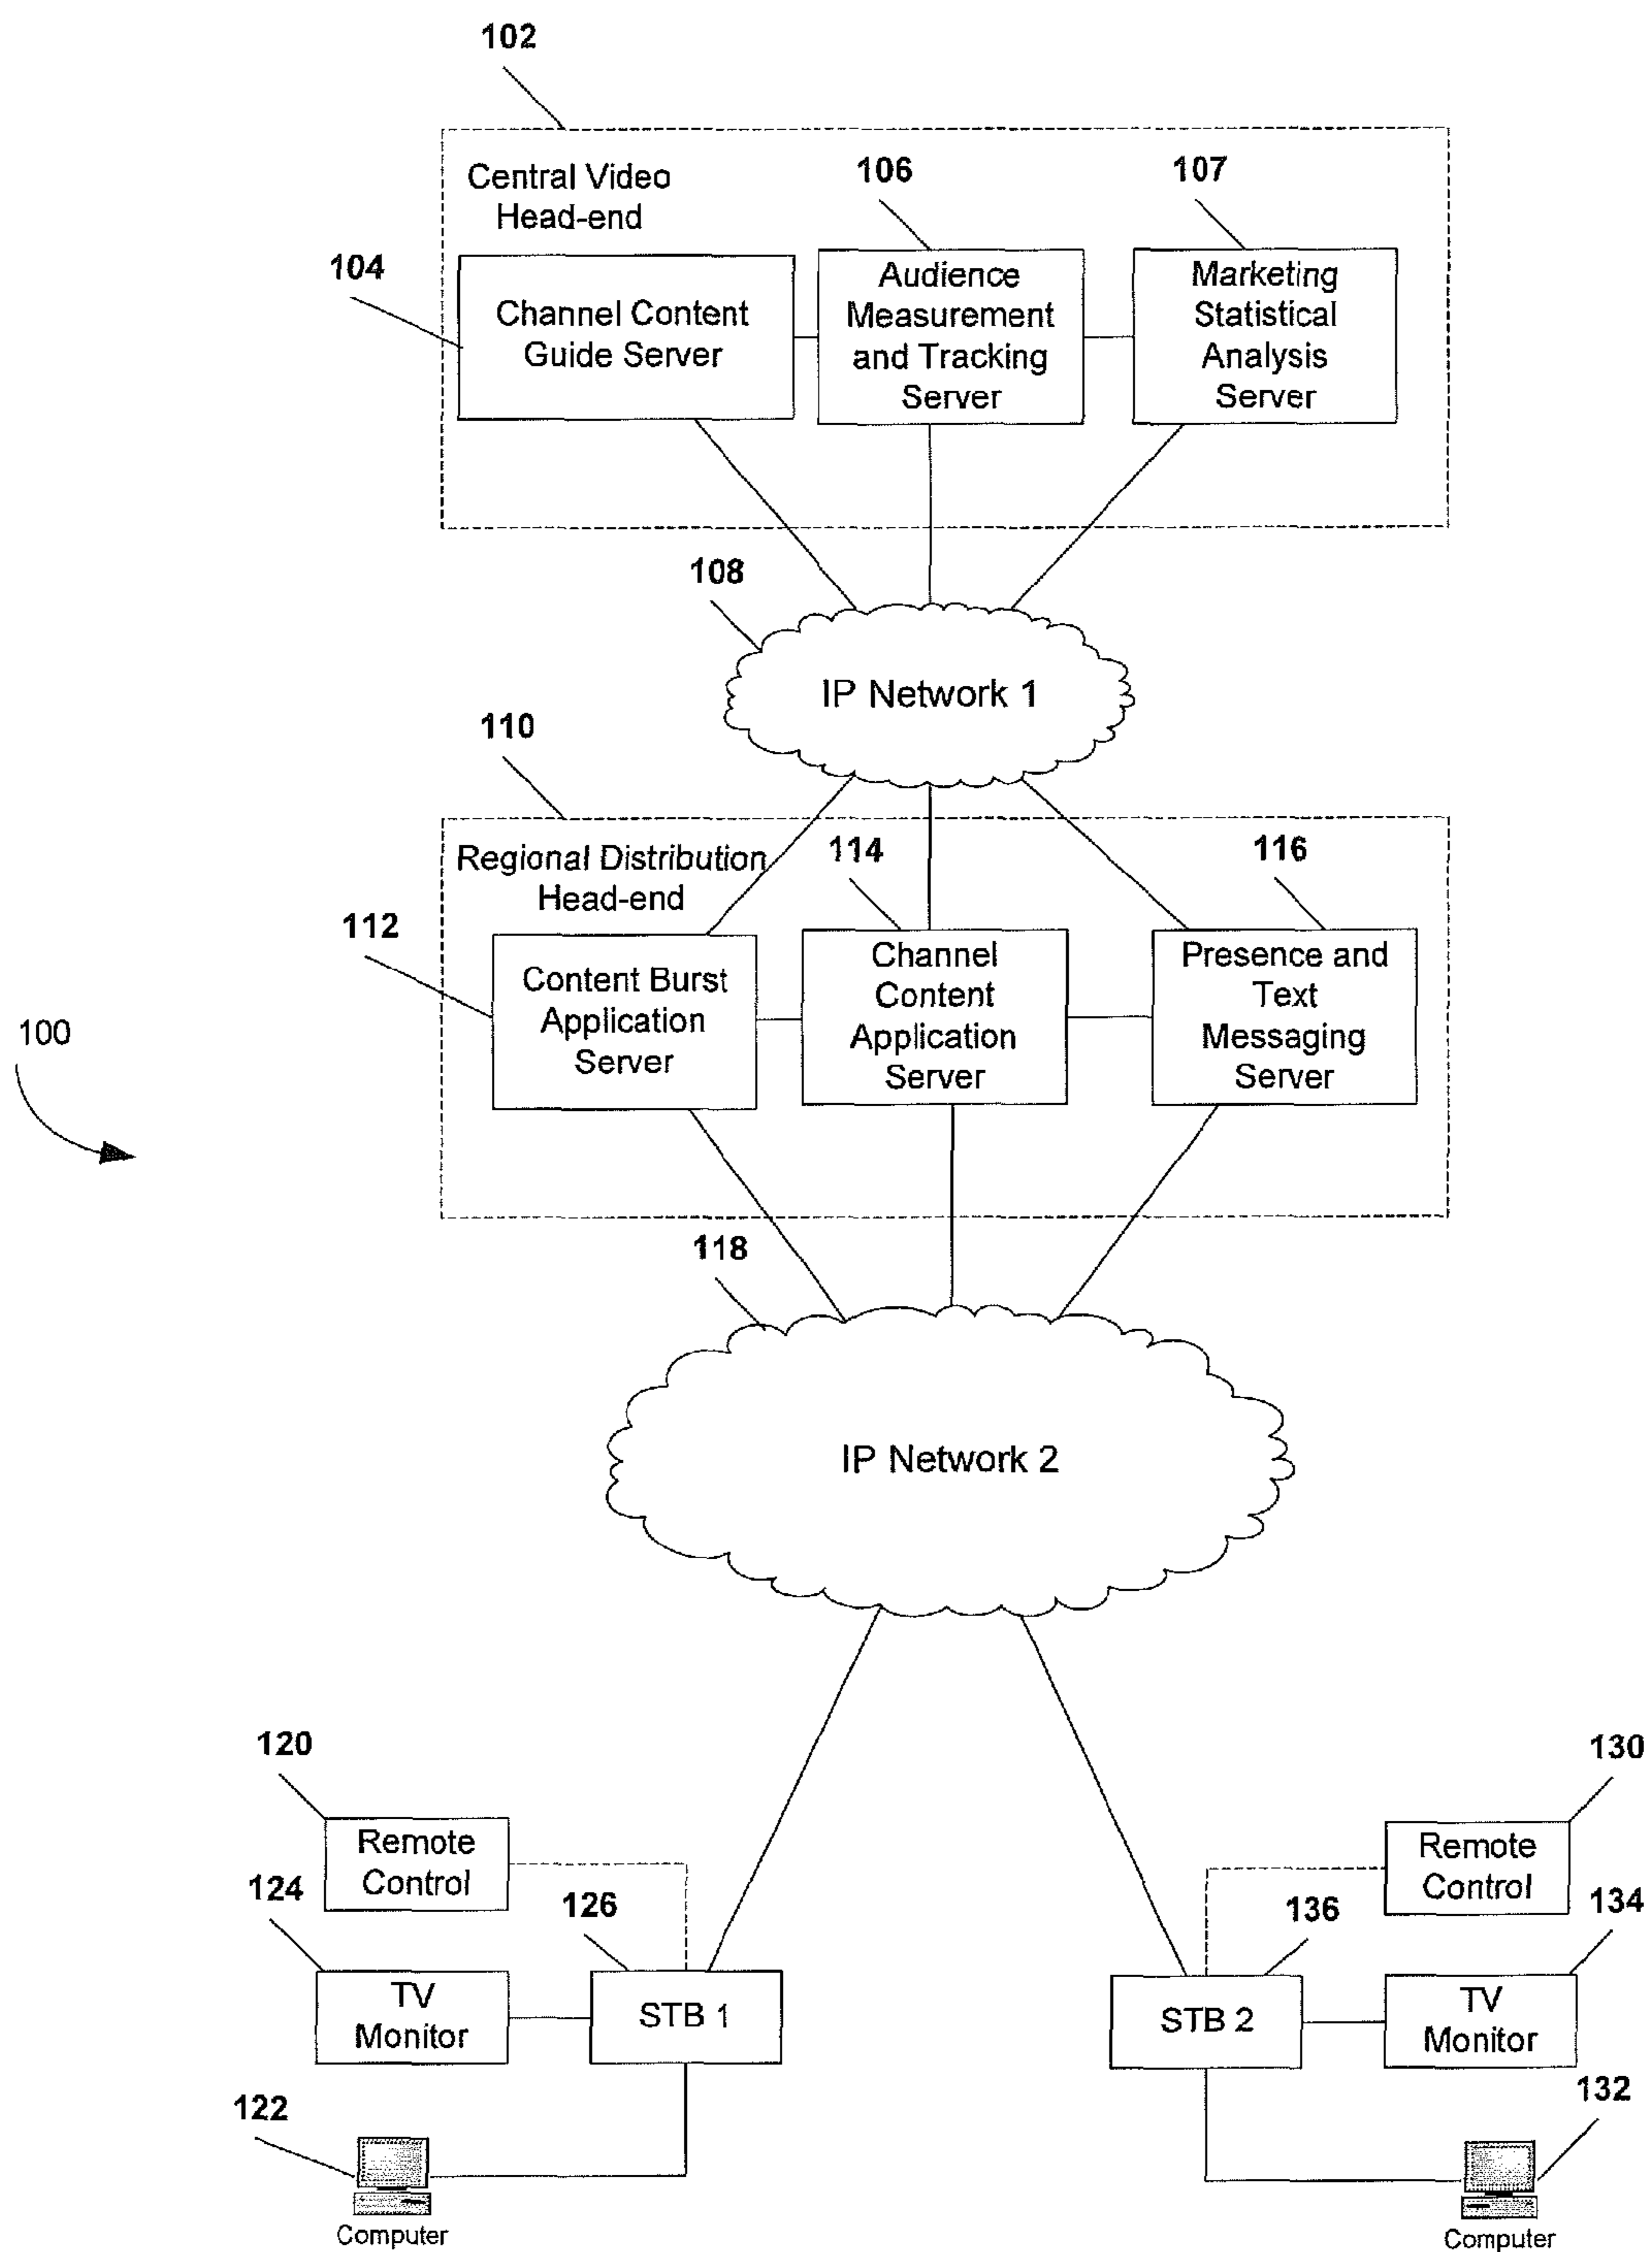 102
Central Video
Head-end
106
107
104
Channel Content
Guide Server
Audience
Measurement
and Tracking
Server
Marketing
Statistical
Analysis
Server
108
IP Network 1
110
Regional Distribution
Head-end
114
116
112
Content Burst
Application
Server
Channel
Content
Application
Server
Presence and
Text
Messaging
Server
100
118
IP Network 2
120
Remote
Control
130
Remote
Control
124
TV
Monitor
126
STB 1
136
STB 2
134
TV
Monitor
122
Computer
132
Computer